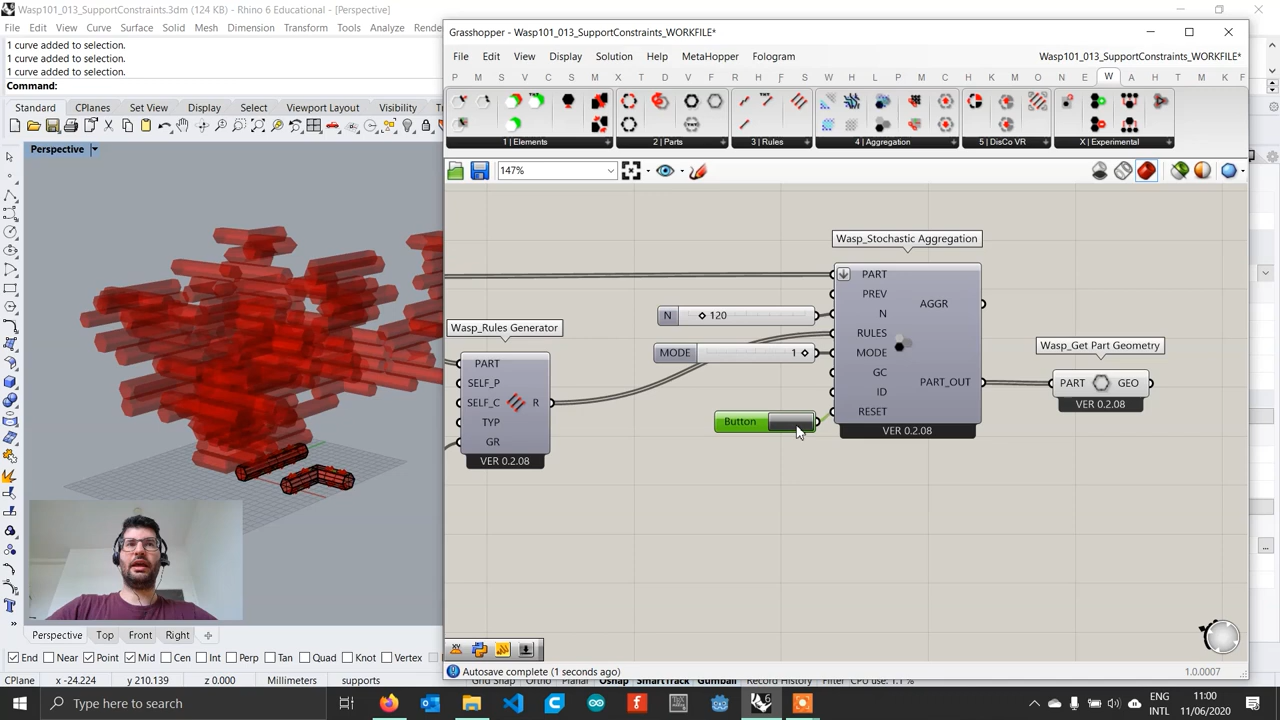 Wasp101_013_SupportConstraints.3dm (124 KB) - Rhino 6 Educational - [Perspective]
File Edit View Curve Surface Solid Mesh Dimension Transform Tools Analyze
1 curve added to selection.
1 curve added to selection.
1 curve added to selection.
Command:
Standard CPlanes Set View Display Select Viewport Layout Visibility
Perspective
Grasshopper - Wasp101_013_SupportConstraints_WORKFILE*
File Edit View Display Solution Help MetaHopper Fologram
Wasp101_013_SupportConstraints_WORKFILE*
P M S V M C S M S D M F L P V F S W H L P M O N E T H W A E H S X C F
1 | Elements
2 | Parts
3 | Rules
4 | Aggregation
5 | DisCo VR
X | Experimental
147%
Wasp_Stochastic Aggregation
PART
PREV
N
RULES
MODE
GC
ID
RESET
AGGR
PART_OUT
VER 0.2.08
N 120
MODE 1
Button
Wasp_Rules Generator
PART
SELF_P
SELF_C
TYP
GR
R
VER 0.2.08
Wasp_Get Part Geometry
PART GEO
VER 0.2.08
Autosave complete (1 seconds ago)
1.0.0007
Perspective Top Front Right
End Near Point Mid Cen Int Perp Tan Quad Knot Vertex
CPlane x -24.224 y 210.139 z 0.000 Millimeters supports
Grid Snap Ortho Planar Osnap SmartTrack Gumball Record History Filter CPU use: 1.1 %
Type here to search
ENG
INTL
11:00
11/06/2020